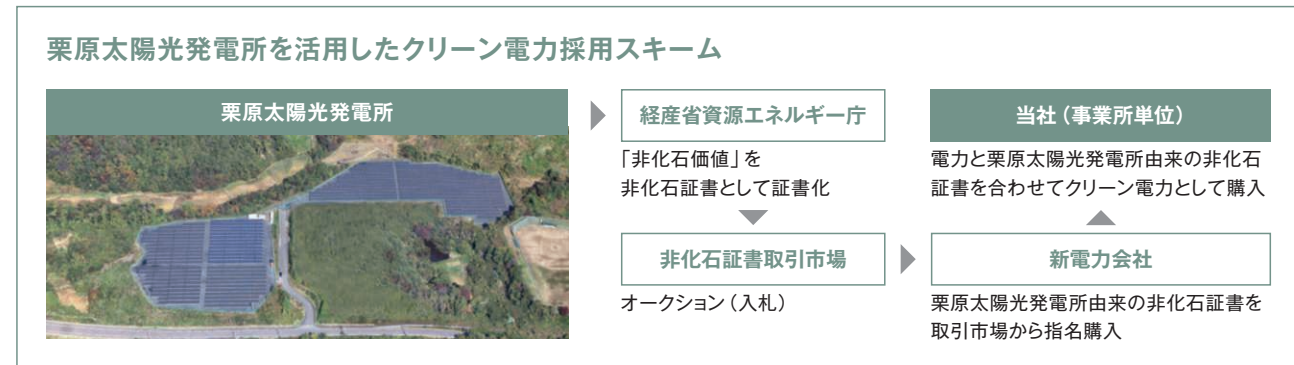 栗原太陽光発電所を活用したクリーン電力採用スキーム
栗原太陽光発電所
経産省資源エネルギー庁
「非化石価値」を
非化石証書として証書化
非化石証書取引市場
オークション（入札）
新電力会社
栗原太陽光発電所由来の非化石証書を
取引市場から指名購入
当社（事業所単位）
電力と栗原太陽光発電所由来の非化石
証書を合わせてクリーン電力として購入